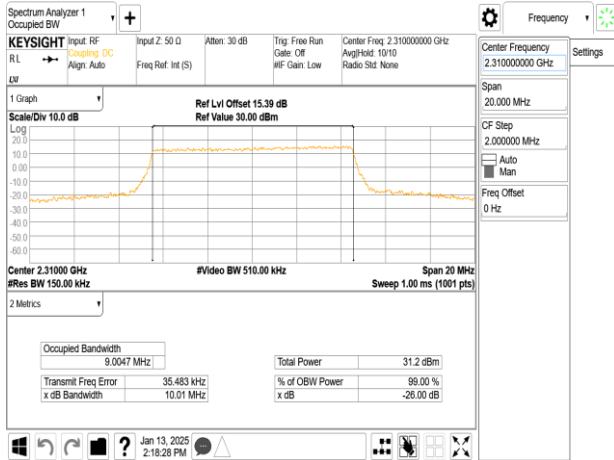 Spectrum Analyzer 1
Occupied BW
+
Frequency
KEYSIGHT
RL
LXI
Input: RF
Coupling: DC
Align: Auto
Input Z: 50 Ω
Freq Ref: Int (S)
Atten: 30 dB
Trig: Free Run
Gate: Off
#IF Gain: Low
Center Freq: 2.310000000 GHz
Avg|Hold: 10/10
Radio Std: None
Center Frequency
2.310000000 GHz
Settings
Span
20.000 MHz
CF Step
2.000000 MHz
Auto
Man
Freq Offset
0 Hz
1 Graph
Scale/Div 10.0 dB
Ref Lvl Offset 15.39 dB
Ref Value 30.00 dBm
Log
20.0
10.0
0.00
-10.0
-20.0
-30.0
-40.0
-50.0
-60.0
Center 2.31000 GHz
#Res BW 150.00 kHz
#Video BW 510.00 kHz
Span 20 MHz
Sweep 1.00 ms (1001 pts)
2 Metrics
Occupied Bandwidth
9.0047 MHz
Total Power 31.2 dBm
Transmit Freq Error 35.483 kHz
% of OBW Power 99.00 %
x dB Bandwidth 10.01 MHz
x dB -26.00 dB
?
Jan 13, 2025
2:18:28 PM